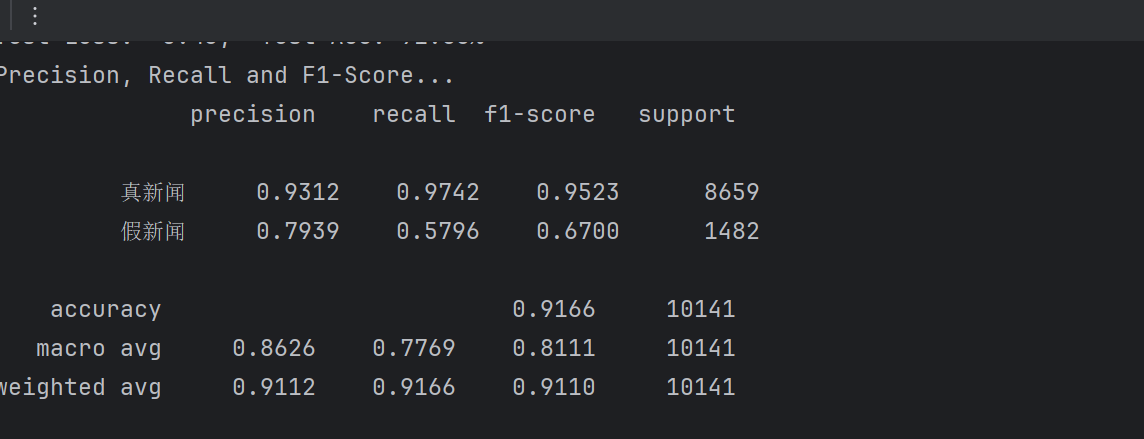 Precision, Recall and F1-Score...
precision recall f1-score support
真新闻 0.9312 0.9742 0.9523 8659
假新闻 0.7939 0.5796 0.6700 1482
accuracy 0.9166 10141
macro avg 0.8626 0.7769 0.8111 10141
weighted avg 0.9112 0.9166 0.9110 10141